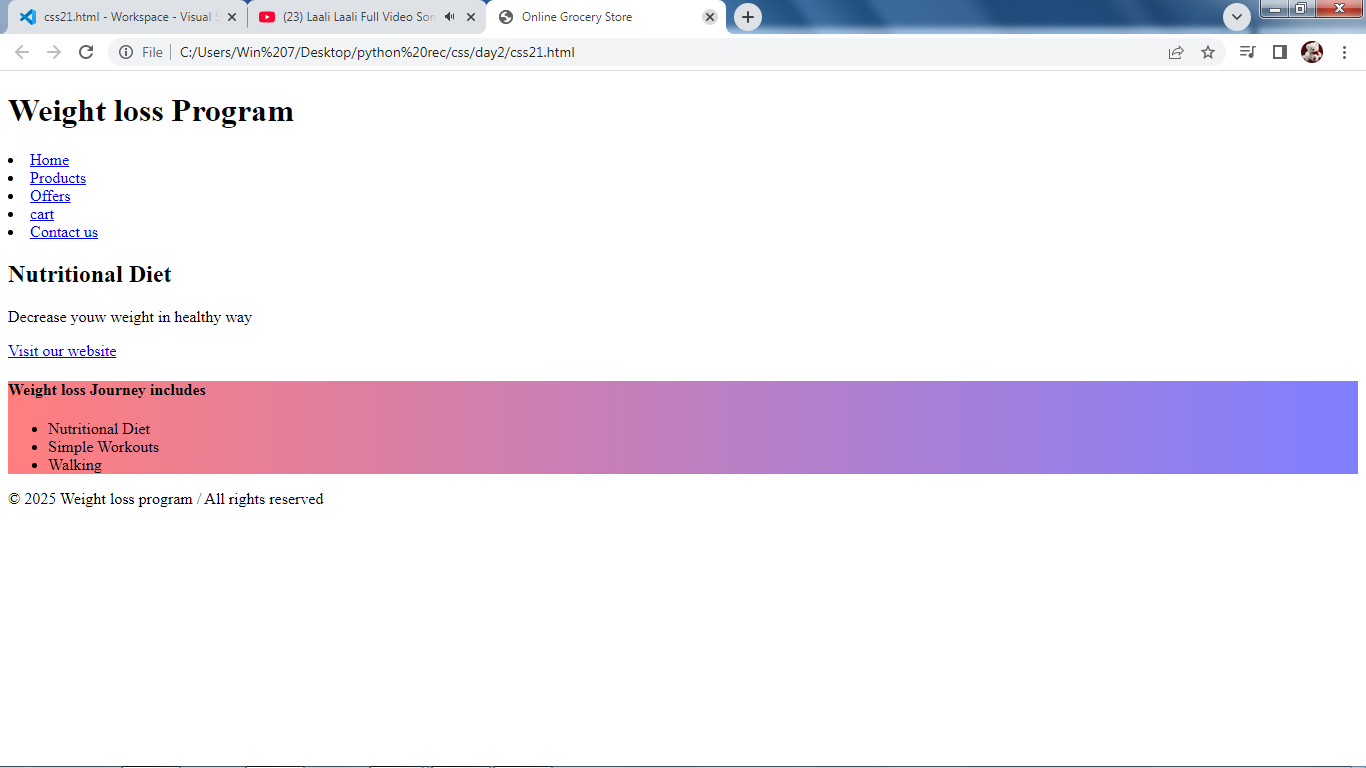 css21.html - Workspace - Visual S
(23) Laali Laali Full Video Son
Online Grocery Store
File
C:/Users/Win%207/Desktop/python%20rec/css/day2/css21.html
Weight loss Program
Home
Products
Offers
cart
Contact us
Nutritional Diet
Decrease youw weight in healthy way
Visit our website
Weight loss Journey includes
Nutritional Diet
Simple Workouts
Walking
© 2025 Weight loss program / All rights reserved